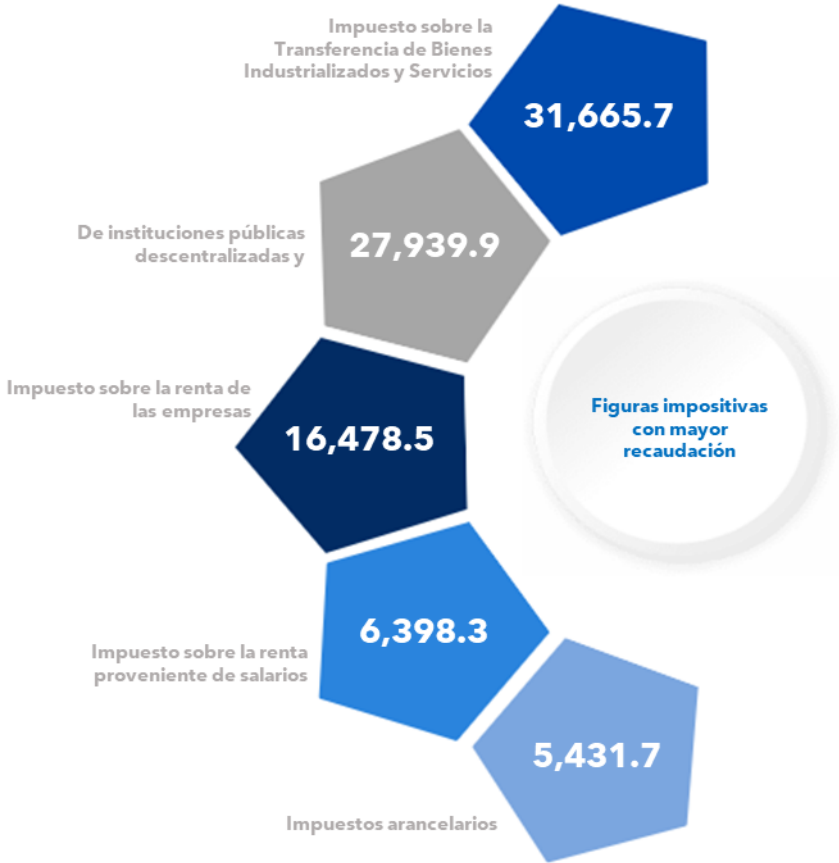 Impuesto sobre la
Transferencia de Bienes
Industrializados y Servicios
31,665.7
De instituciones públicas
descentralizadas y
27,939.9
Impuesto sobre la renta de
las empresas
16,478.5
Figuras impositivas
con mayor
recaudación
Impuesto sobre la renta
proveniente de salarios
6,398.3
Impuestos arancelarios
5,431.7